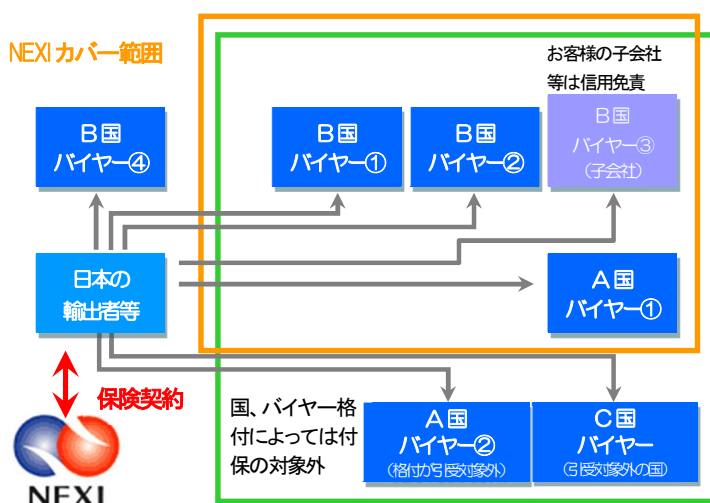 NEXIカバー範囲
お客様の子会社
等は信用免責
B国
バイヤー④
B国
バイヤー①
B国
バイヤー②
B国
バイヤー③
(子会社)
日本の
輸出者等
A国
バイヤー①
保険契約
国、バイヤー格
付によっては付
保の対象外
A国
バイヤー②
(格付が引受対象外)
C国
バイヤー
(引受対象外の国)
NEXI